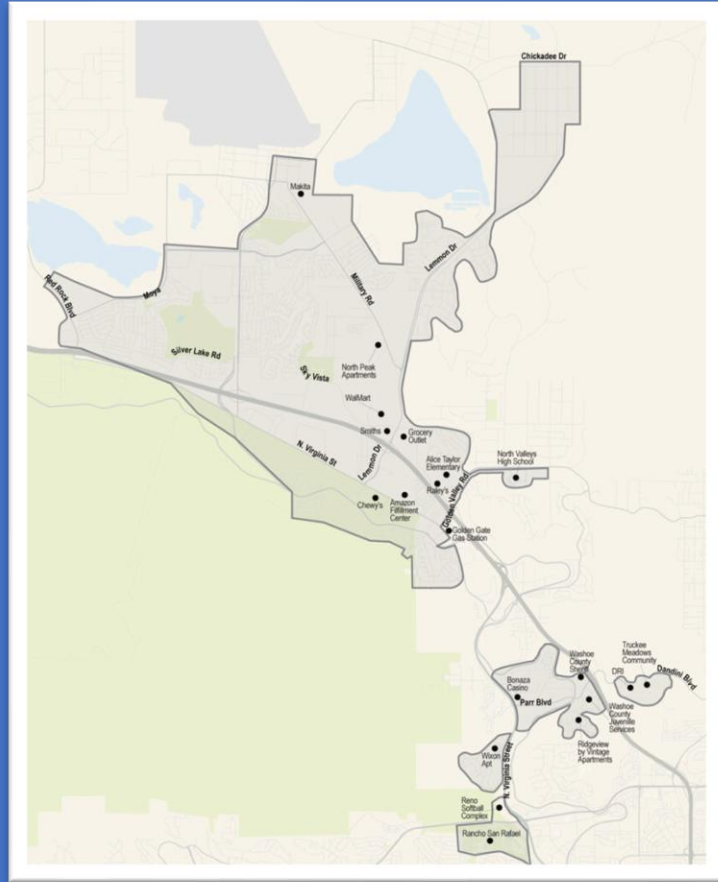 Chickadee Dr
Makita
Lemmon Dr
Red Rock Blvd
Moya
Military Rd
Silver Lake Rd
North Peak
Apartments
Sky Vista
WalMart
Smiths
Grocery
Outlet
N. Virginia St
Lemmon Dr
Alice Taylor
Elementary
Raley's
North Valleys
High School
Golden Valley Rd
Chewy's
Amazon
Filfillment
Center
Golden Gate
Gas Station
Truckee
Meadows
Community
Washoe
County
Sheriff
DRI
Dandini Blvd
Bonaza
Casino
Parr Blvd
Washoe
County
Juvenille
Services
Ridgeview
by Vintage
Apartments
Wixon
Apt
N. Virginia Street
Reno
Softball
Complex
Rancho San Rafael